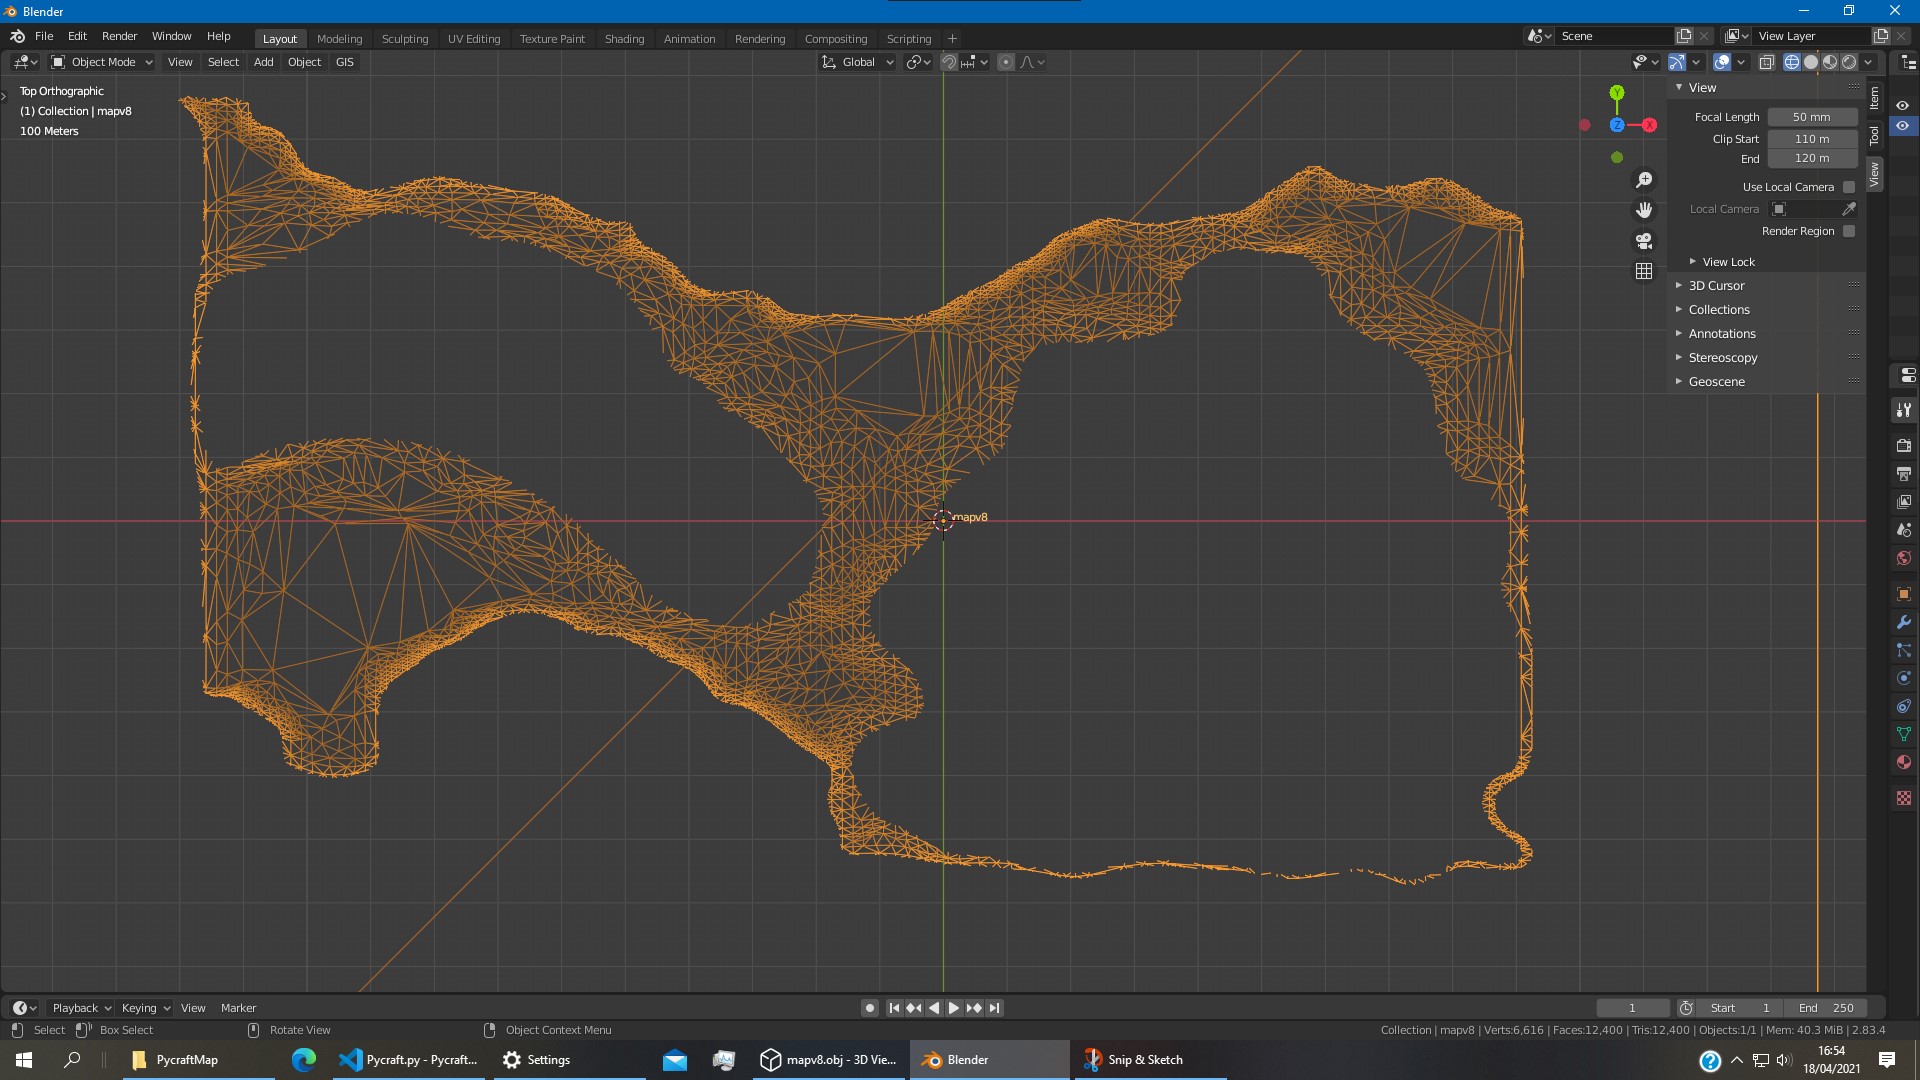 Blender
File Edit Render Window Help Layout Modeling Sculpting UV Editing Texture Paint Shading Animation Rendering Compositing Scripting + Scene View Layer
Object Mode View Select Add Object GIS Global
Top Orthographic
(1) Collection | mapv8
100 Meters
Y
Z X
View
Focal Length 50 mm
Clip Start 110 m
End 120 m
Use Local Camera
Local Camera
Render Region
View Lock
3D Cursor
Collections
Annotations
Stereoscopy
Geoscene
Item
Tool
View
mapv8
Playback Keying View Marker 1 Start 1 End 250
Select Box Select Rotate View Object Context Menu Collection | mapv8 | Verts:6,616 | Faces:12,400 | Tris:12,400 | Objects:1/1 | Mem: 40.3 MiB | 2.83.4
PycraftMap Pycraft.py - Pycraft... Settings mapv8.obj - 3D Vie... Blender Snip & Sketch
16:54
18/04/2021